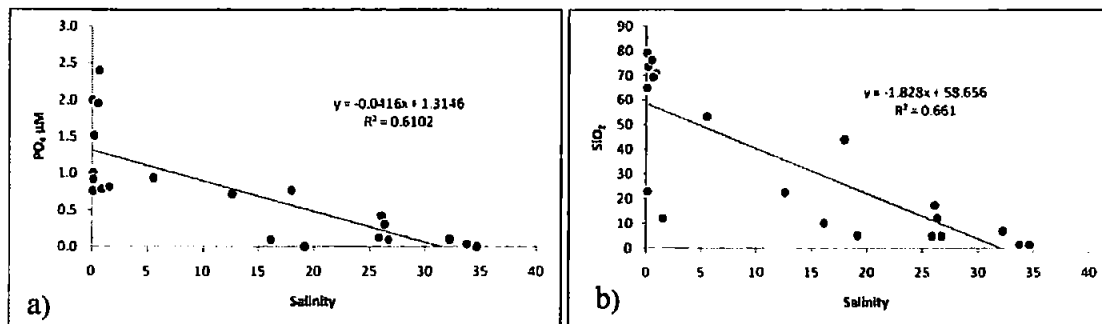 3.0
2.5
2.0
1.5
1.0
0.5
0.0
PO₄ µM
y = -0.0416x + 1.3146
R² = 0.6102
0 5 10 15 20 25 30 35 40
Salinity
a)
90
80
70
60
50
40
30
20
10
0
SiO₂
y = -1.828x + 58.656
R² = 0.661
0 5 10 15 20 25 30 35 40
Salinity
b)